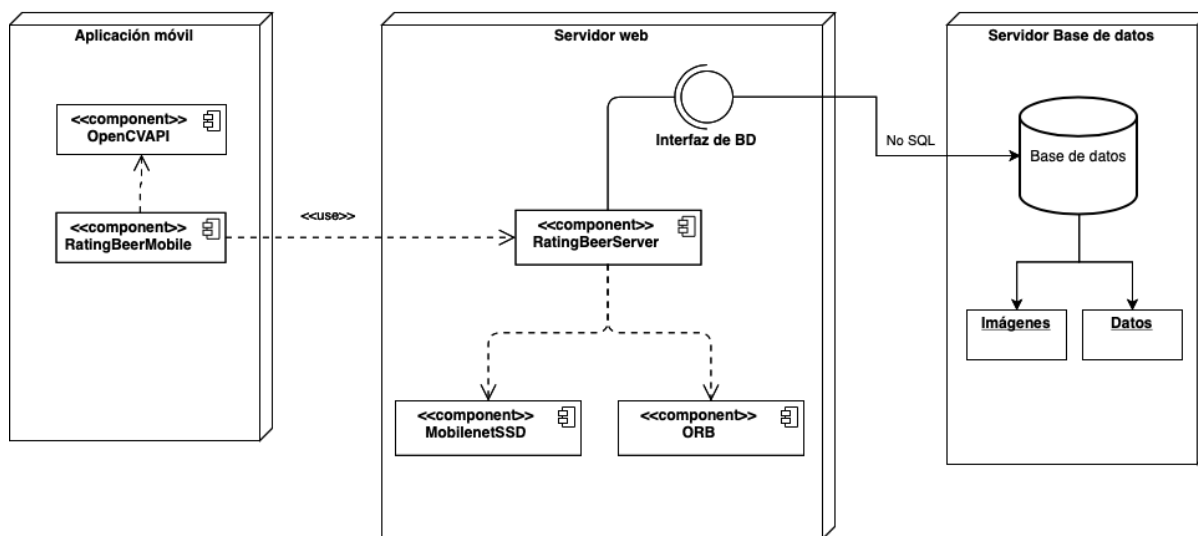 Aplicación móvil
<<component>>
OpenCVAPI
<<component>>
RatingBeerMobile
<<use>>
Servidor web
Interfaz de BD
<<component>>
RatingBeerServer
<<component>>
MobilenetSSD
<<component>>
ORB
No SQL
Servidor Base de datos
Base de datos
Imágenes
Datos